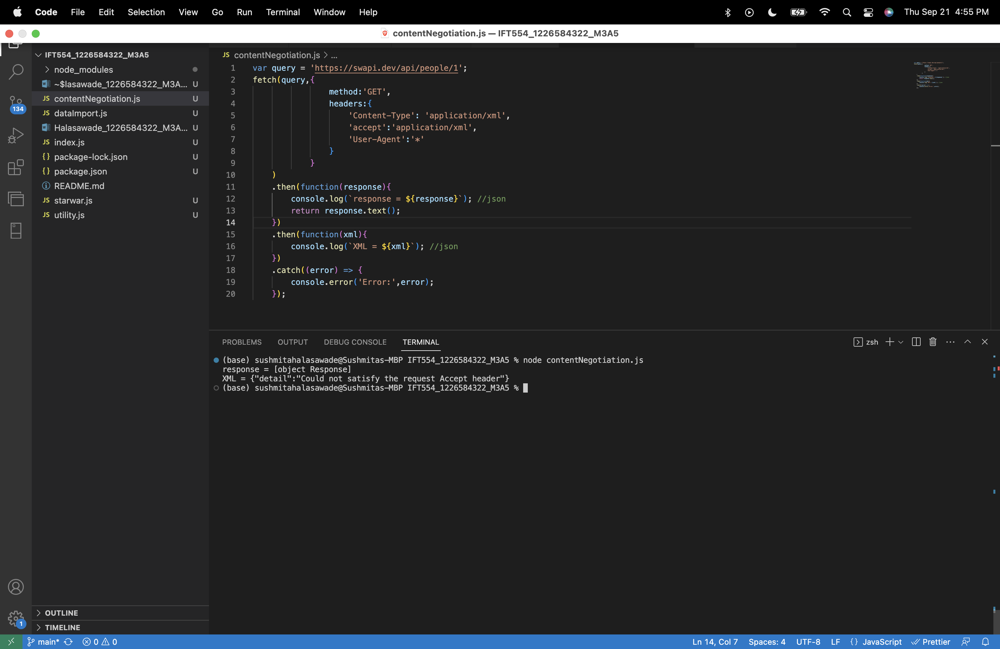 Code File Edit Selection View Go Run Terminal Window Help Thu Sep 21 4:55 PM
contentNegotiation.js — IFT554_1226584322_M3A5
IFT554_1226584322_M3A5
node_modules
~$lasawade_1226584322_M3A... U
contentNegotiation.js U
dataImport.js U
Halasawade_1226584322_M3A... U
index.js U
package-lock.json U
package.json U
README.md
starwar.js U
utility.js U
134
OUTLINE
TIMELINE
1
JS contentNegotiation.js > ...
1 var query = 'https://swapi.dev/api/people/1';
2 fetch(query,{
3 method:'GET',
4 headers:{
5 'Content-Type': 'application/xml',
6 'accept':'application/xml',
7 'User-Agent':'*'
8 }
9 }
10 )
11 .then(function(response){
12 console.log(`response = ${response}`); //json
13 return response.text();
14 })
15 .then(function(xml){
16 console.log(`XML = ${xml}`); //json
17 })
18 .catch((error) => {
19 console.error('Error:',error);
20 });
PROBLEMS OUTPUT DEBUG CONSOLE TERMINAL zsh
(base) sushmitahalasawade@Sushmitas-MBP IFT554_1226584322_M3A5 % node contentNegotiation.js
response = [object Response]
XML = {"detail":"Could not satisfy the request Accept header"}
(base) sushmitahalasawade@Sushmitas-MBP IFT554_1226584322_M3A5 %
main* 0 0 Ln 14, Col 7 Spaces: 4 UTF-8 LF {} JavaScript Prettier